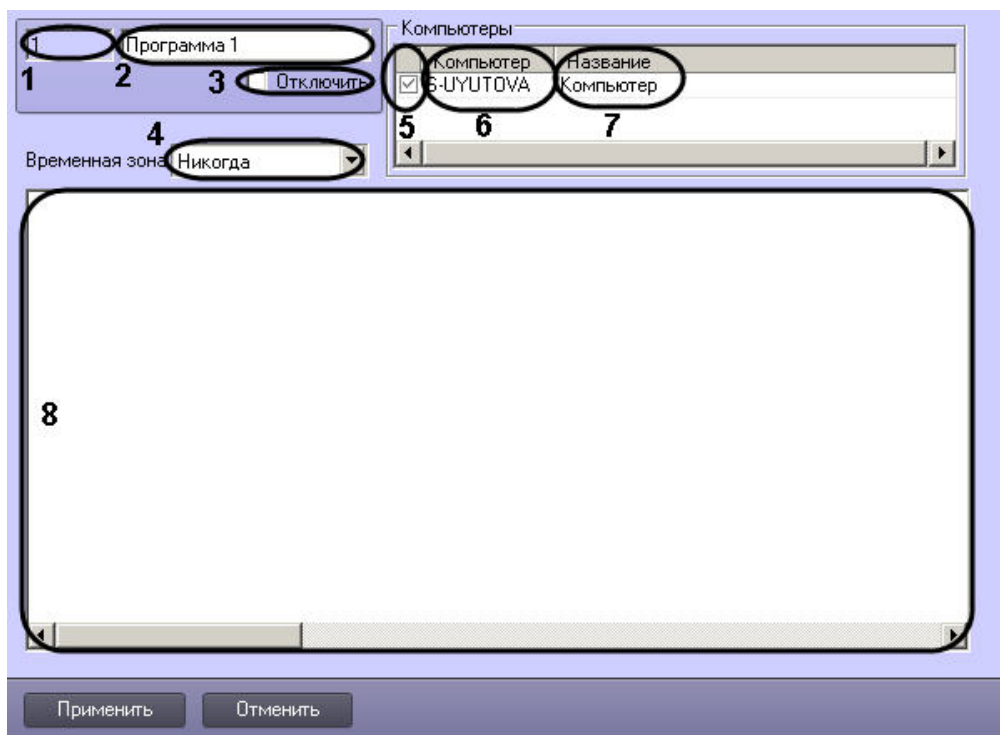 1 Программа 1
1 2 3 Отключить
4
Временная зона Никогда
Компьютеры
Компьютер Название
S-UYUTOVA Компьютер
5 6 7
8
Применить Отменить